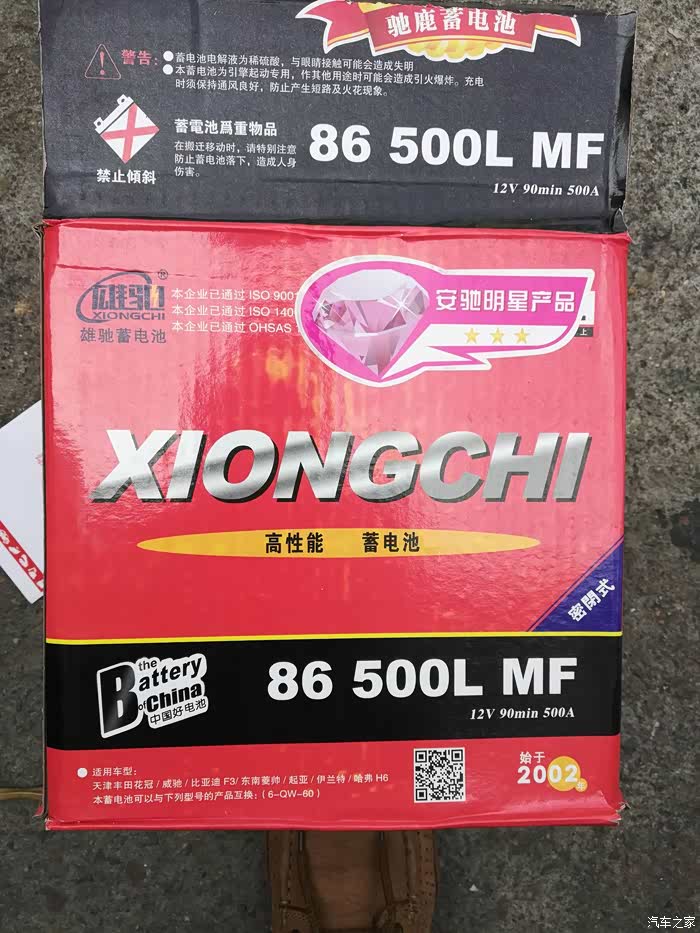 驰鹿蓄电池
警告:
●蓄电池电解液为稀硫酸，与眼睛接触可能会造成失明
●本蓄电池为引擎起动专用，作其他用途时可能会造成引火爆炸。充电
时须保持通风良好，防止产生短路及火花现象。
蓄電池爲重物品
在搬迁移动时，请特别注意
防止蓄电池落下，造成人身
伤害。
禁止傾斜
86 500L MF
12V 90min 500A
雄馳
®
XIONGCHI
雄驰蓄电池
本企业已通过 ISO 900
本企业已通过 ISO 140
本企业已通过 OHSAS
安驰明星产品
上
XIONGCHI
高性能 蓄电池
密閉式
the
Battery
of China
中国好电池
86 500L MF
12V 90min 500A
● 适用车型:
天津丰田花冠/威驰/比亚迪 F3/东南菱帅/起亚/伊兰特/哈弗 H6
本蓄电池可以与下列型号的产品互换:(6-QW-60)
始于
2002年
汽车之家